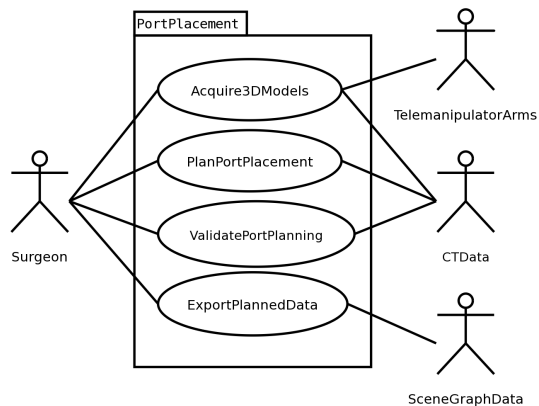 PortPlacement
Acquire3DModels
TelemanipulatorArms
PlanPortPlacement
ValidatePortPlanning
Surgeon
CTData
ExportPlannedData
SceneGraphData